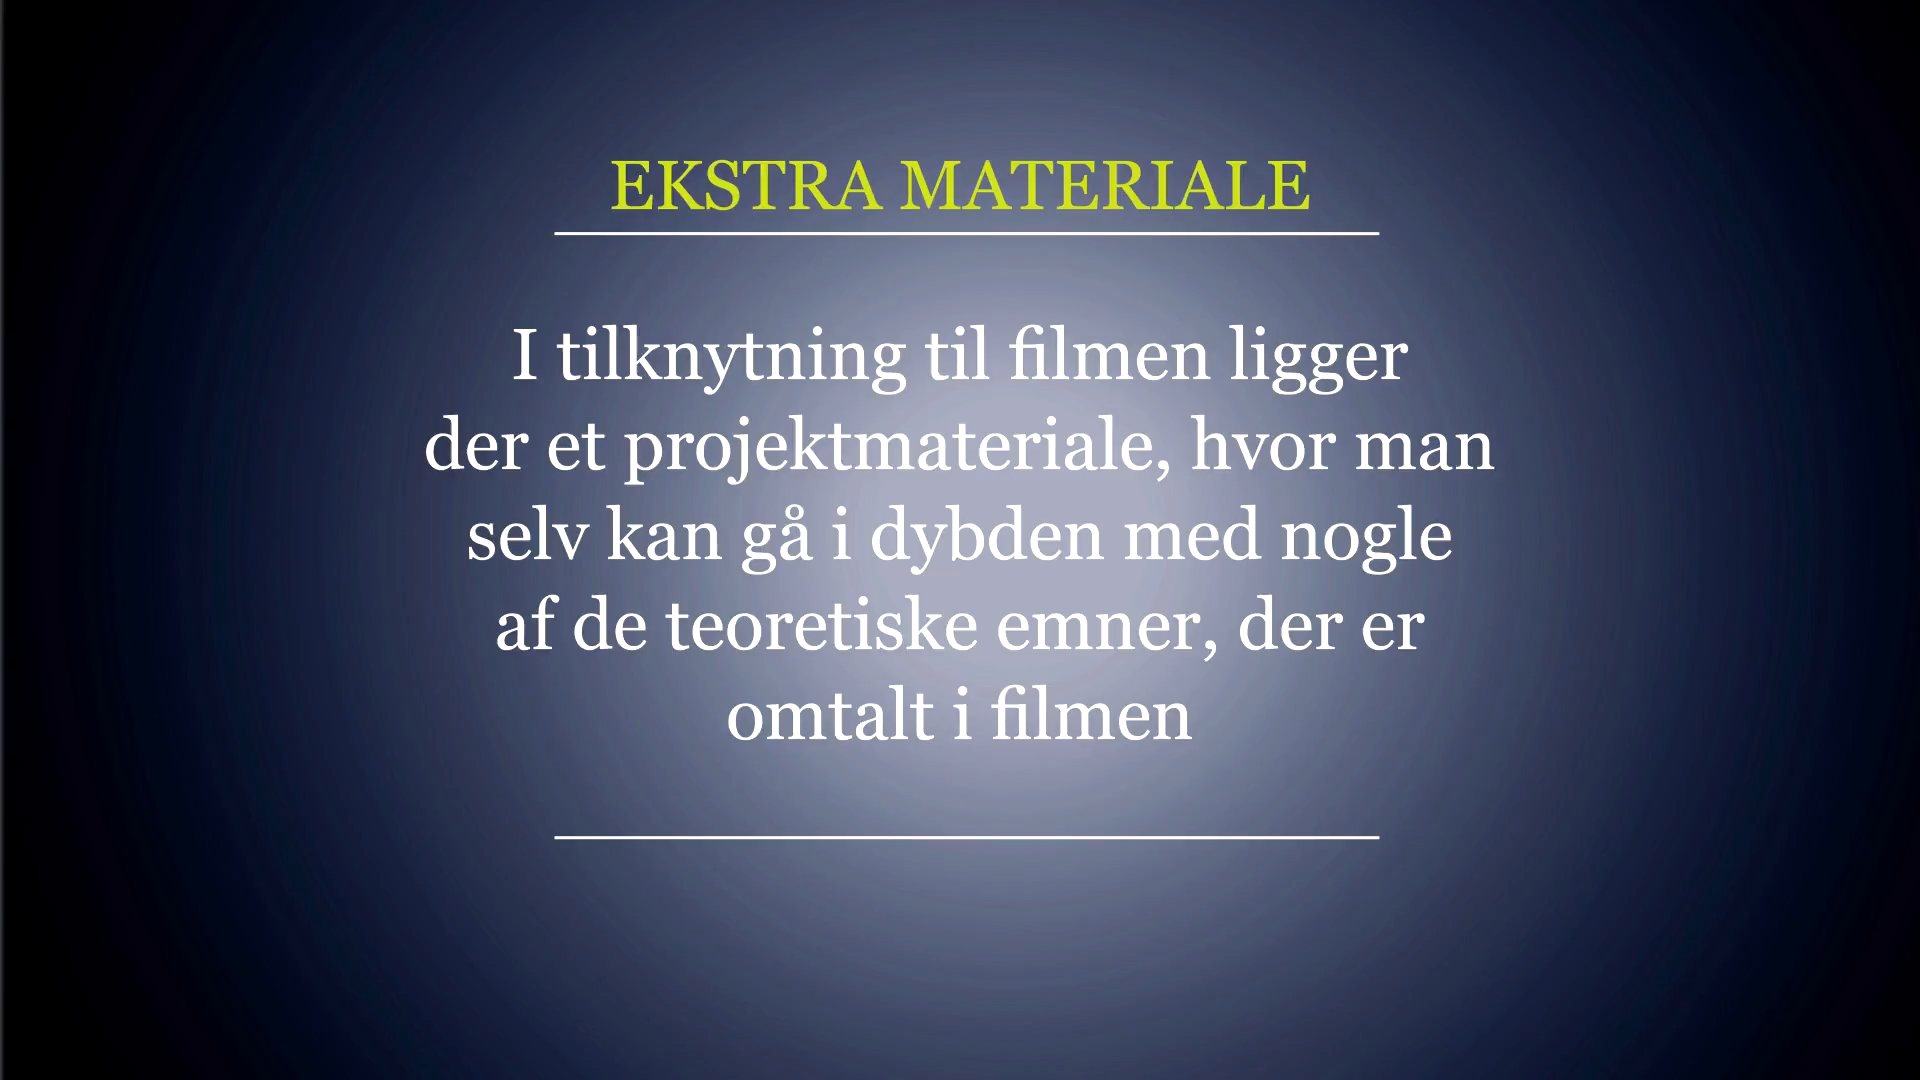 EKSTRA MATERIALE
I tilknytning til filmen ligger
der et projektmateriale, hvor man
selv kan gå i dybden med nogle
af de teoretiske emner, der er
omtalt i filmen